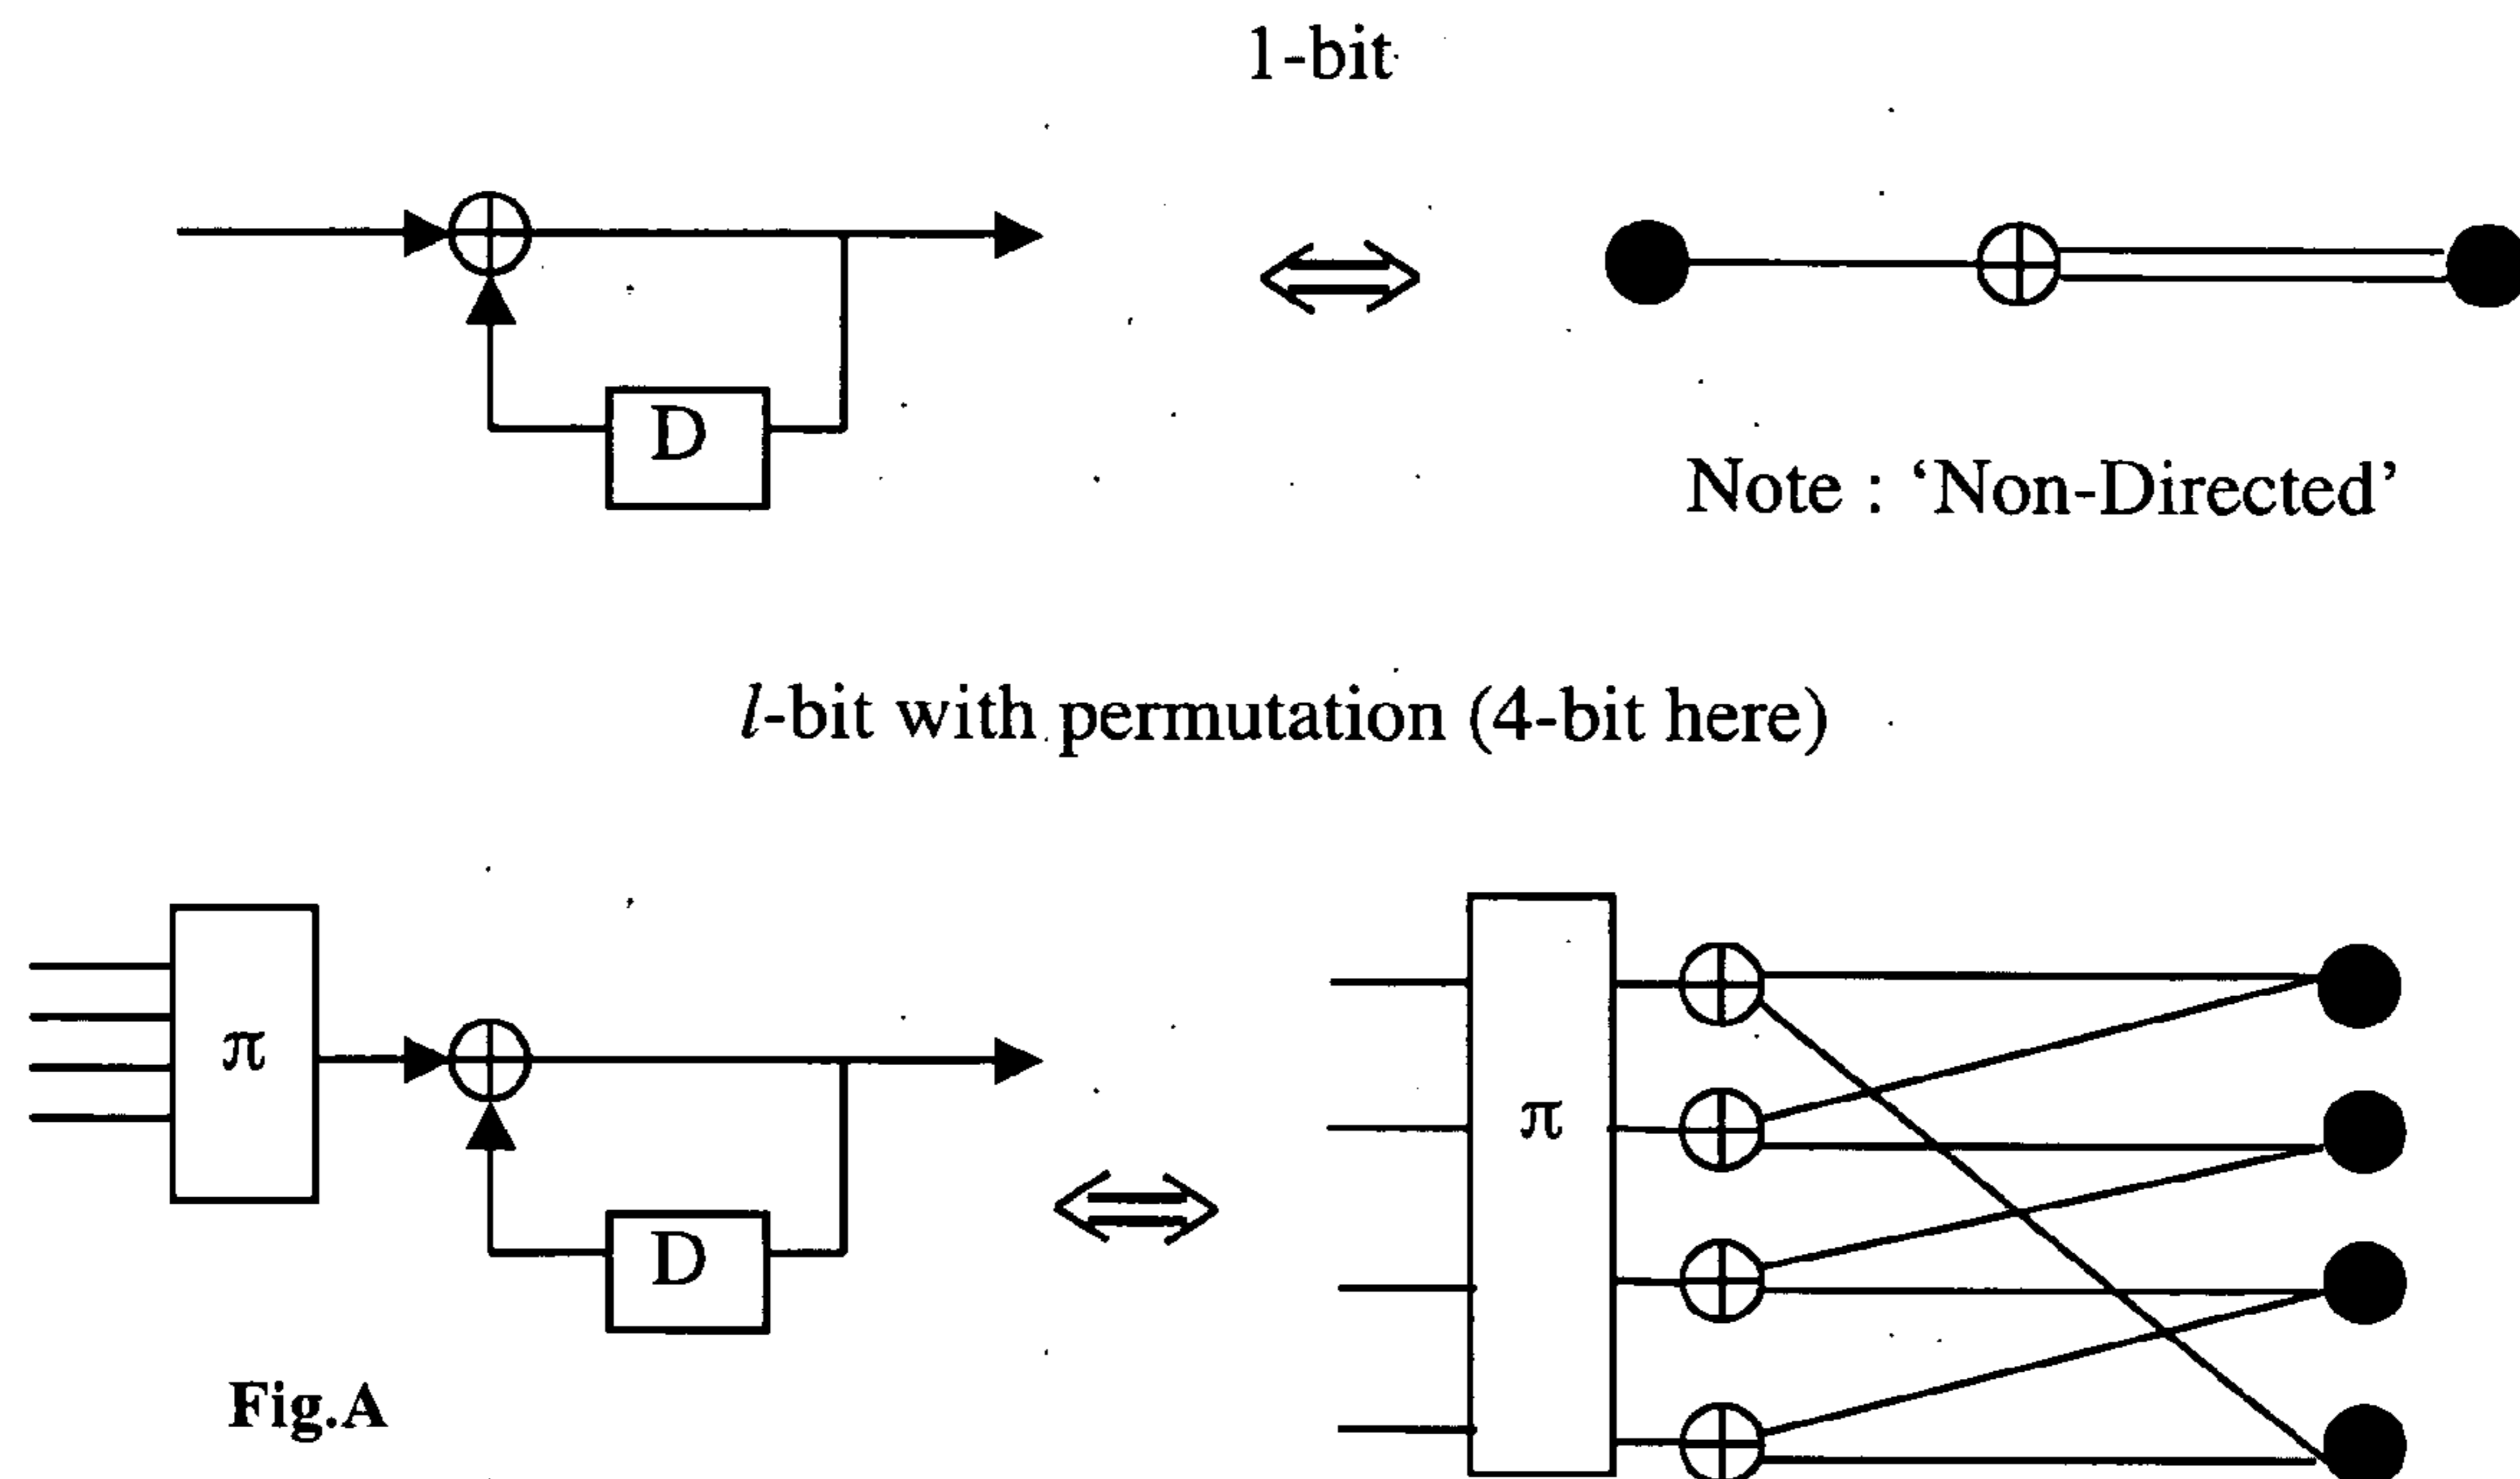 1-bit
D
Note : ‘Non-Directed’
l-bit with permutation (4-bit here)
π
π
D
Fig.A